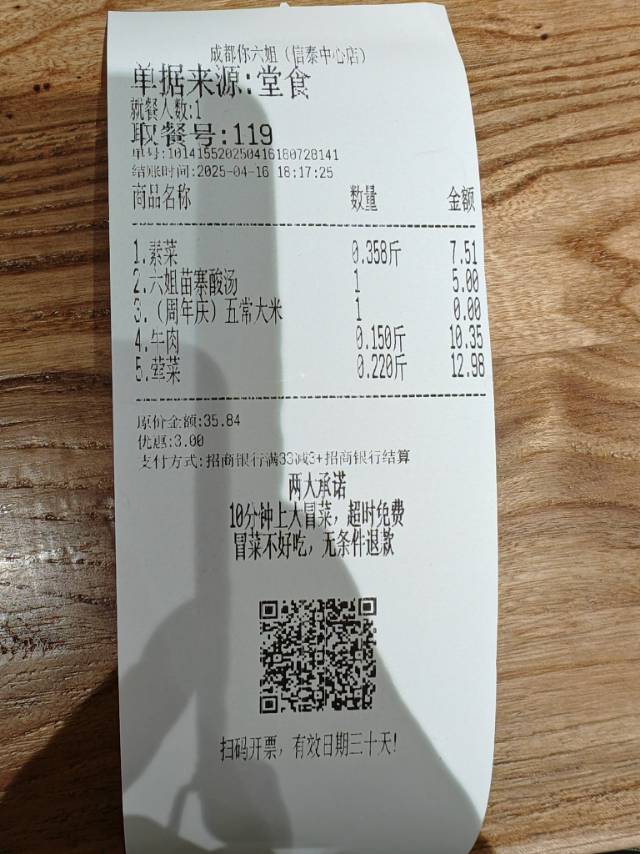 成都你六姐(信泰中心店)
单据来源:堂食
就餐人数:1
取餐号:119
单号:10141552025041618072​8141
结账时间:2025-04-16 18:17:25
商品名称 数量 金额
1.素菜 0.358斤 7.51
2.六姐苗寨酸汤 1 5.00
3.(周年庆)五常大米 1 0.00
4.牛肉 0.150斤 10.35
5.荤菜 0.220斤 12.98
原价金额:35.84
优惠:3.00
支付方式:招商银行满33减3+招商银行结算
两大承诺
10分钟上大冒菜,超时免费
冒菜不好吃,无条件退款
扫码开票,有效日期三十天!